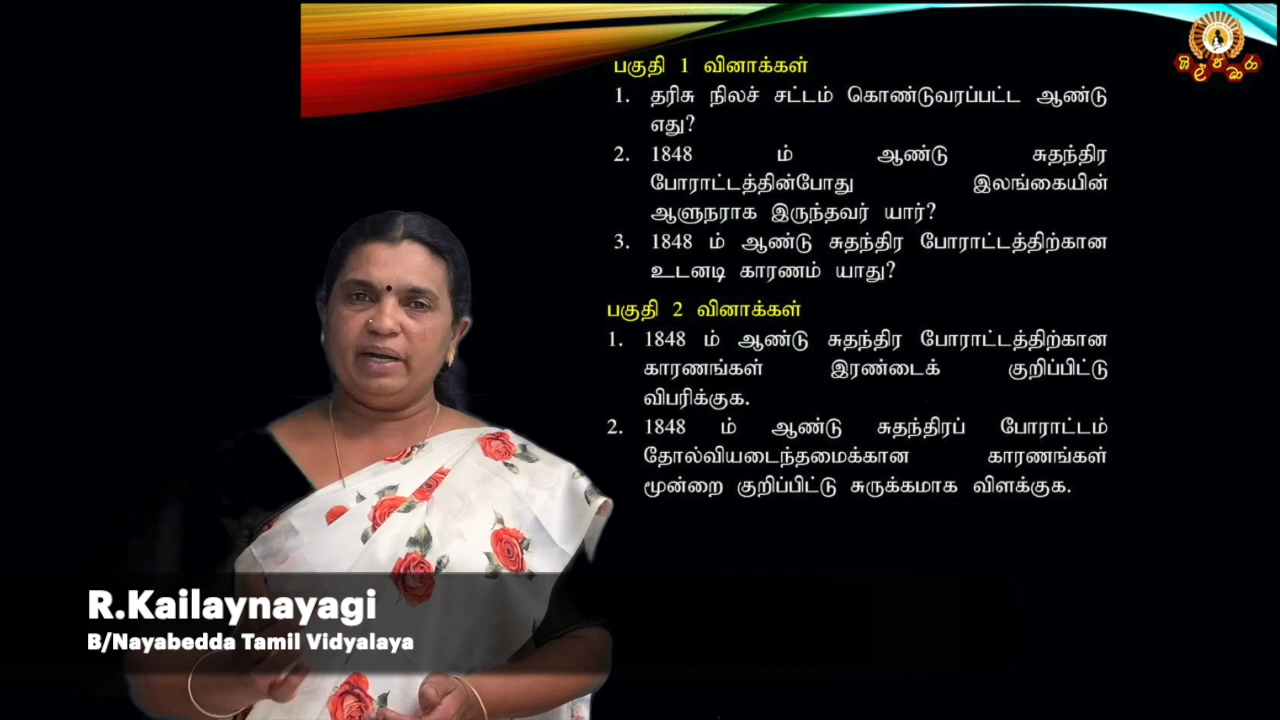 பகுதி 1 வினாக்கள்
1. தரிசு நிலச் சட்டம் கொண்டுவரப்பட்ட ஆண்டு
எது?
2. 1848 ம் ஆண்டு சுதந்திர
போராட்டத்தின்போது இலங்கையின்
ஆளுநராக இருந்தவர் யார்?
3. 1848 ம் ஆண்டு சுதந்திர போராட்டத்திற்கான
உடனடி காரணம் யாது?
பகுதி 2 வினாக்கள்
1. 1848 ம் ஆண்டு சுதந்திர போராட்டத்திற்கான
காரணங்கள் இரண்டைக் குறிப்பிட்டு
விபரிக்குக.
2. 1848 ம் ஆண்டு சுதந்திரப் போராட்டம்
தோல்வியடைந்தமைக்கான காரணங்கள்
மூன்றை குறிப்பிட்டு சுருக்கமாக விளக்குக.
R.Kailaynayagi
B/Nayabedda Tamil Vidyalaya